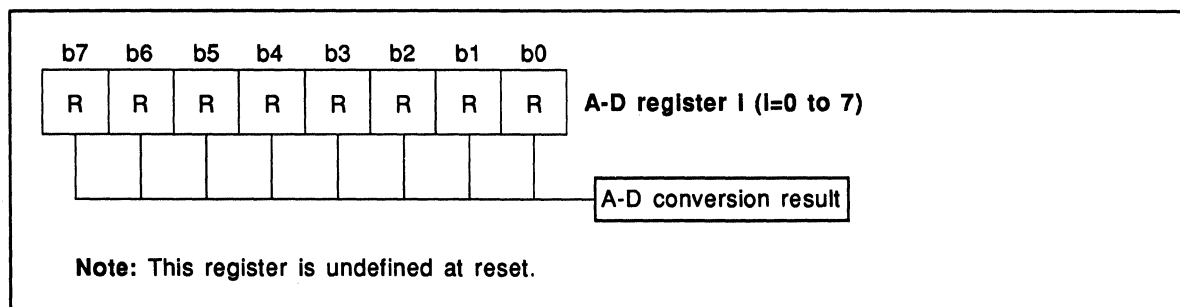 b7 b6 b5 b4 b3 b2 b1 b0
R R R R R R R R A-D register i (i=0 to 7)
A-D conversion result
Note: This register is undefined at reset.